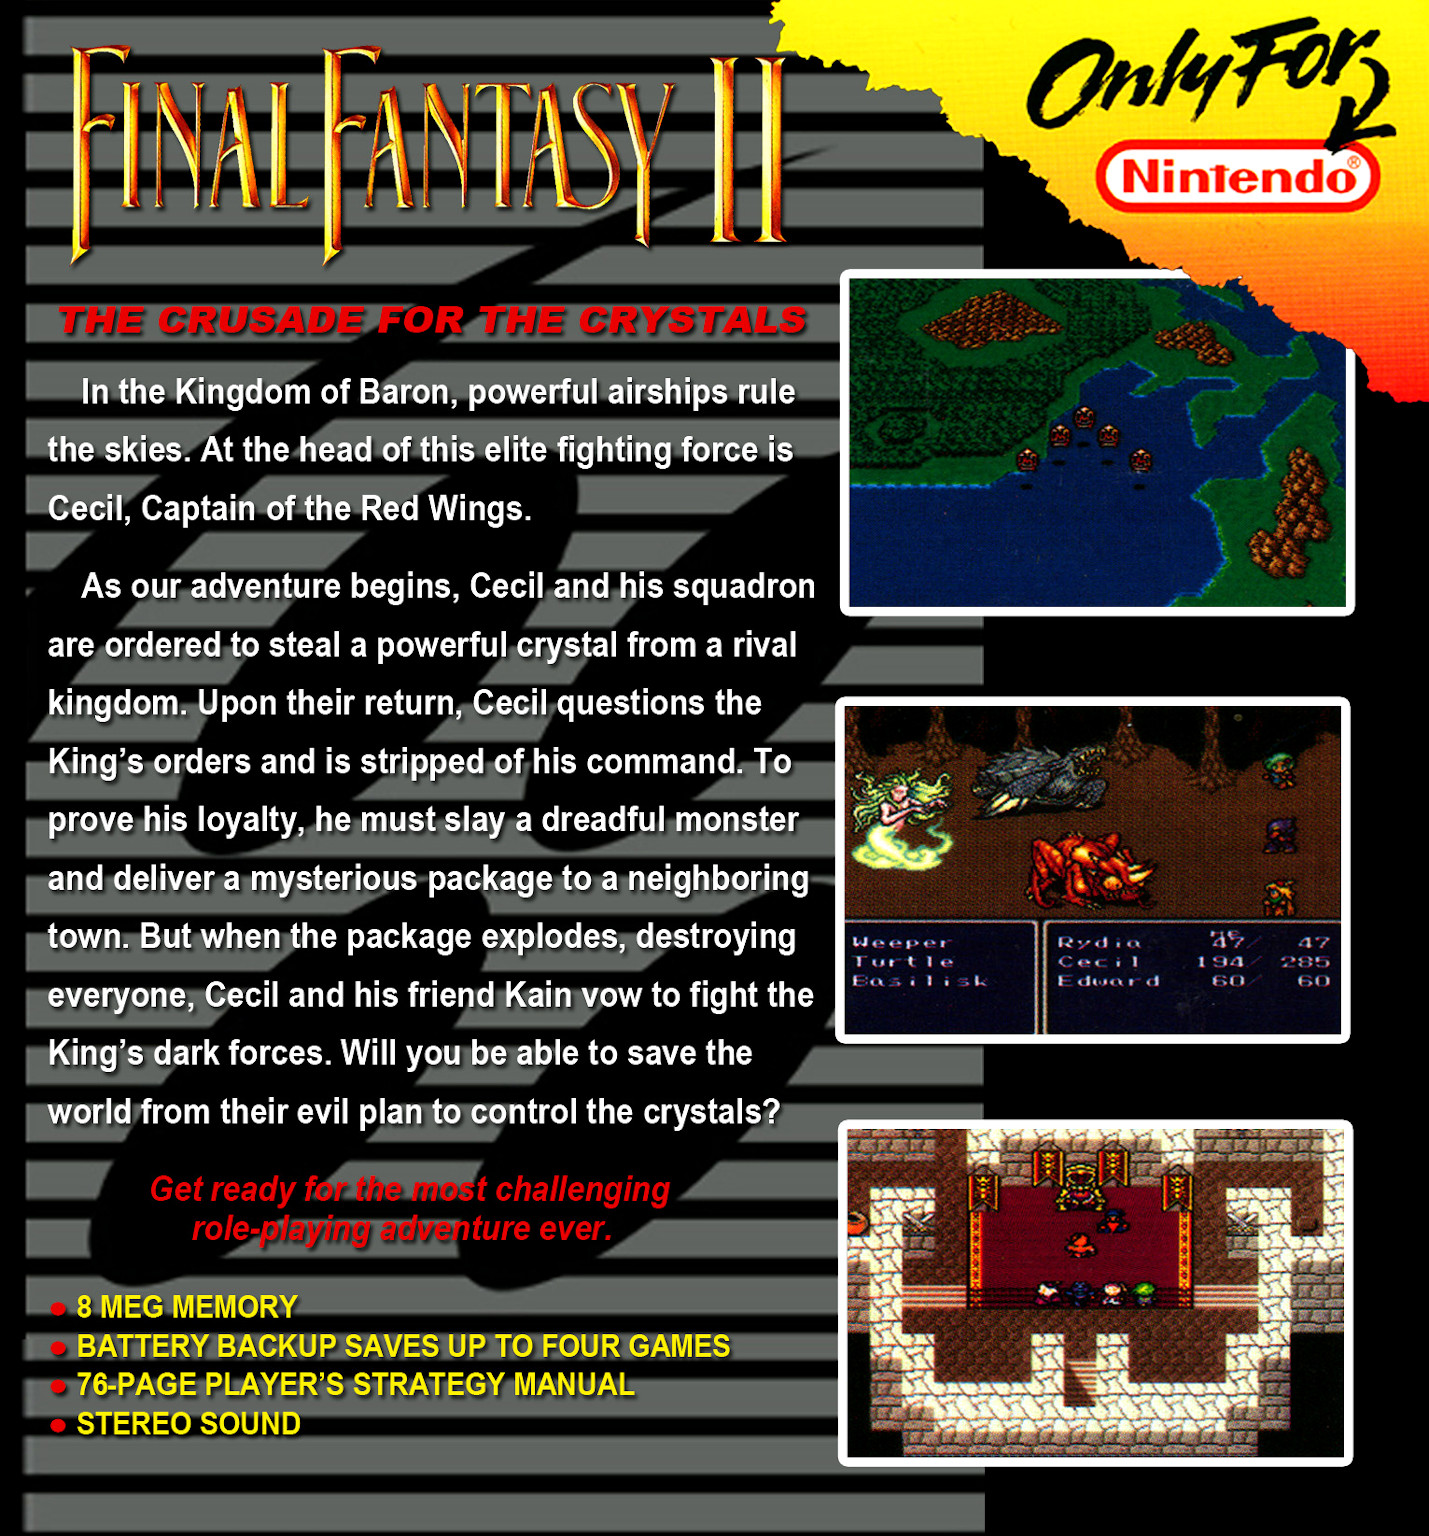 FINAL FANTASY II
Only For
Nintendo®
THE CRUSADE FOR THE CRYSTALS
In the Kingdom of Baron, powerful airships rule
the skies. At the head of this elite fighting force is
Cecil, Captain of the Red Wings.
As our adventure begins, Cecil and his squadron
are ordered to steal a powerful crystal from a rival
kingdom. Upon their return, Cecil questions the
King's orders and is stripped of his command. To
prove his loyalty, he must slay a dreadful monster
and deliver a mysterious package to a neighboring
town. But when the package explodes, destroying
everyone, Cecil and his friend Kain vow to fight the
King's dark forces. Will you be able to save the
world from their evil plan to control the crystals?
Get ready for the most challenging
role-playing adventure ever.
● 8 MEG MEMORY
● BATTERY BACKUP SAVES UP TO FOUR GAMES
● 76-PAGE PLAYER'S STRATEGY MANUAL
● STEREO SOUND
Weeper
Turtle
Basilisk
Rydia 47/ 47
Cecil 194/ 285
Edward 60/ 60